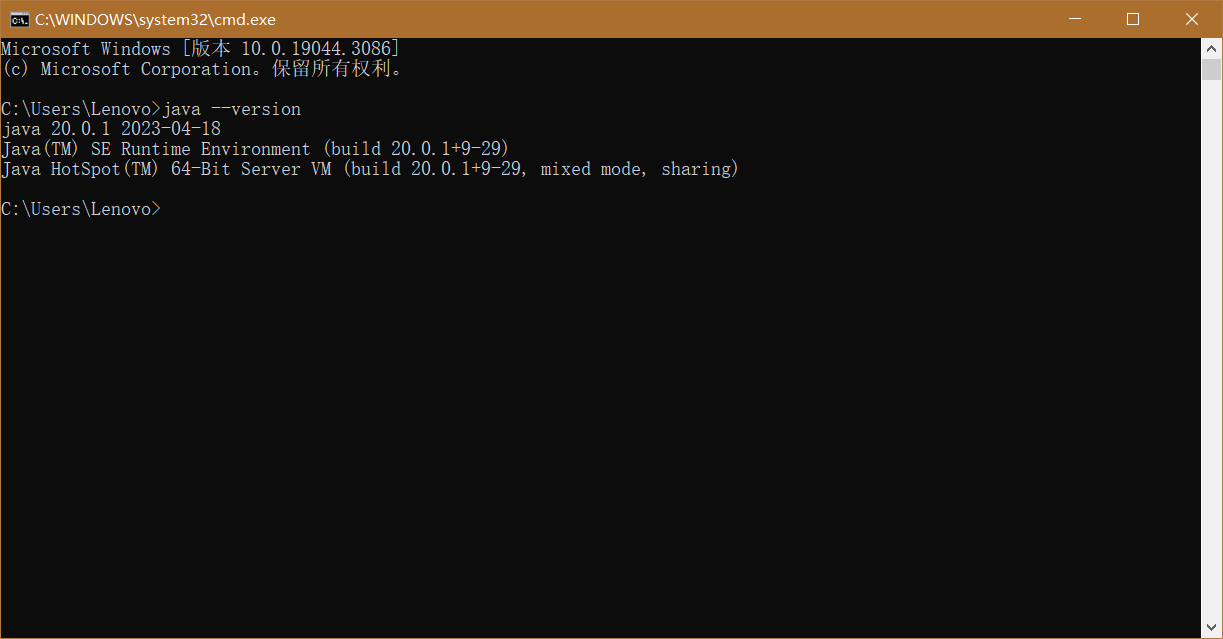 C:\WINDOWS\system32\cmd.exe
Microsoft Windows [版本 10.0.19044.3086]
(c) Microsoft Corporation。保留所有权利。
C:\Users\Lenovo>java --version
java 20.0.1 2023-04-18
Java(TM) SE Runtime Environment (build 20.0.1+9-29)
Java HotSpot(TM) 64-Bit Server VM (build 20.0.1+9-29, mixed mode, sharing)
C:\Users\Lenovo>